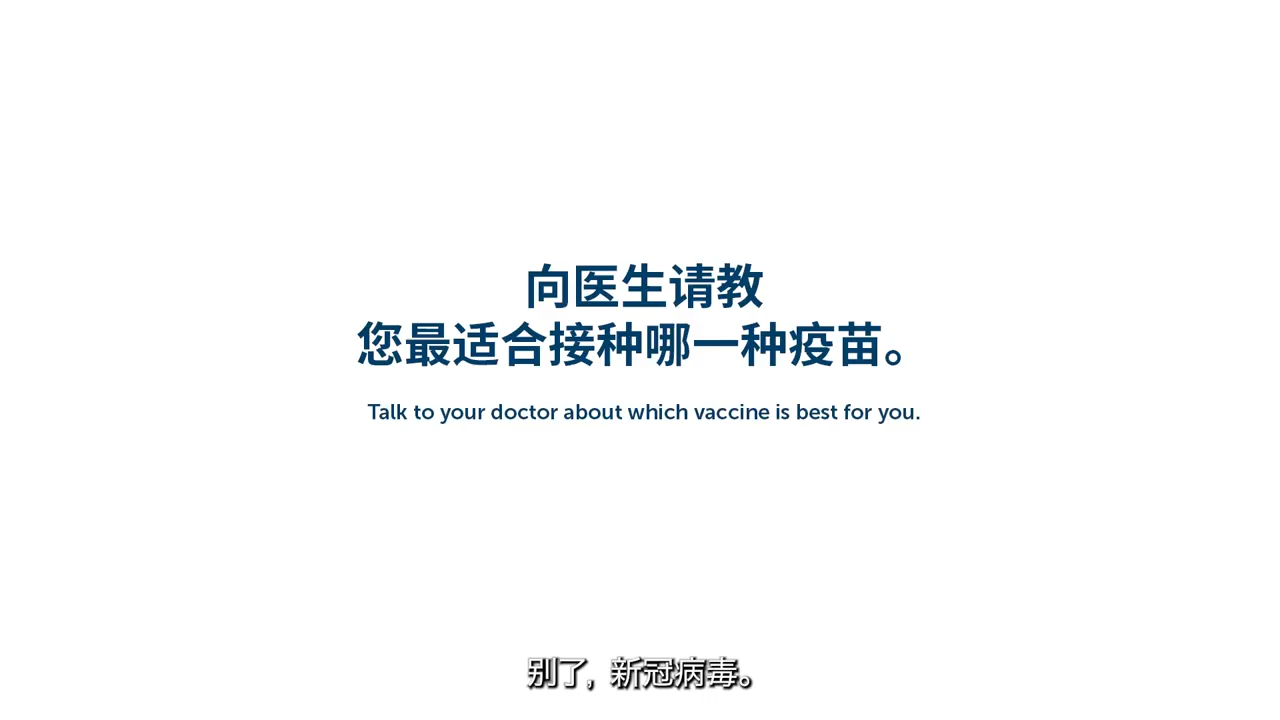 向医生请教
您最适合接种哪一种疫苗。
Talk to your doctor about which vaccine is best for you.
别了, 新冠病毒。